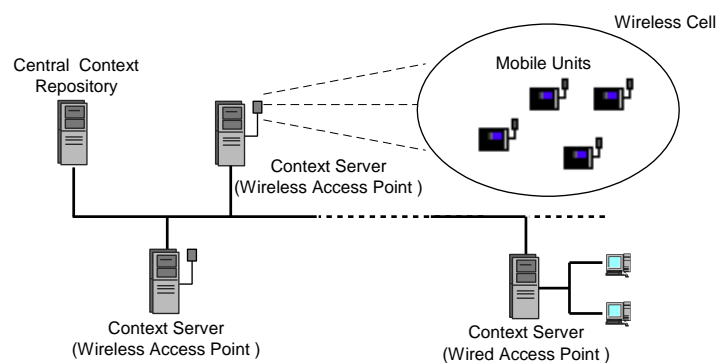 Wireless Cell
Central Context
Repository
Mobile Units
Context Server
(Wireless Access Point )
Context Server
(Wireless Access Point )
Context Server
(Wired Access Point )